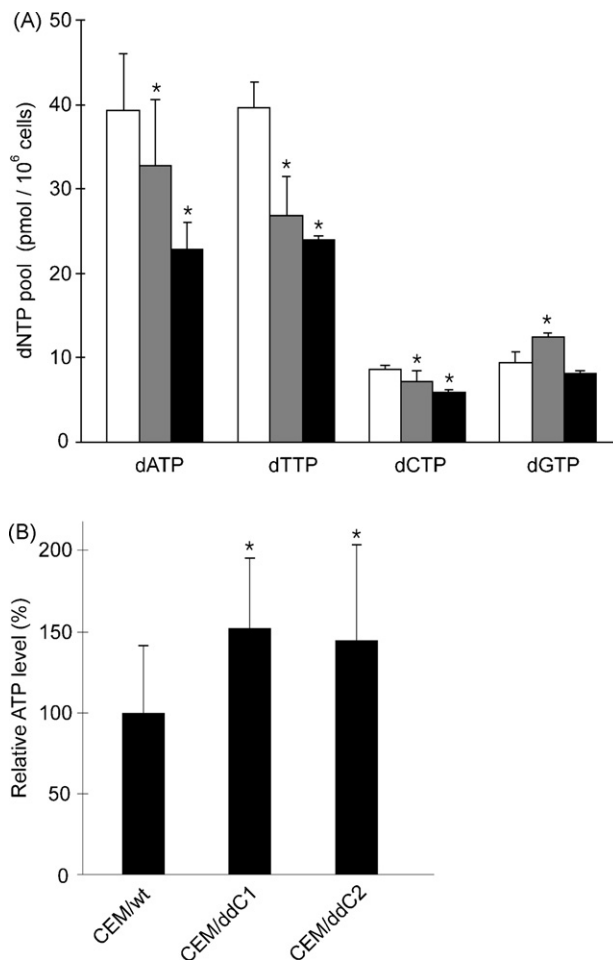 (A)
dNTP pool (pmol / 10⁶ cells)
50
40
30
20
10
0
* * * * * * *
dATP dTTP dCTP dGTP
(B)
Relative ATP level (%)
200
150
100
50
0
* *
CEM/wt CEM/ddC1 CEM/ddC2